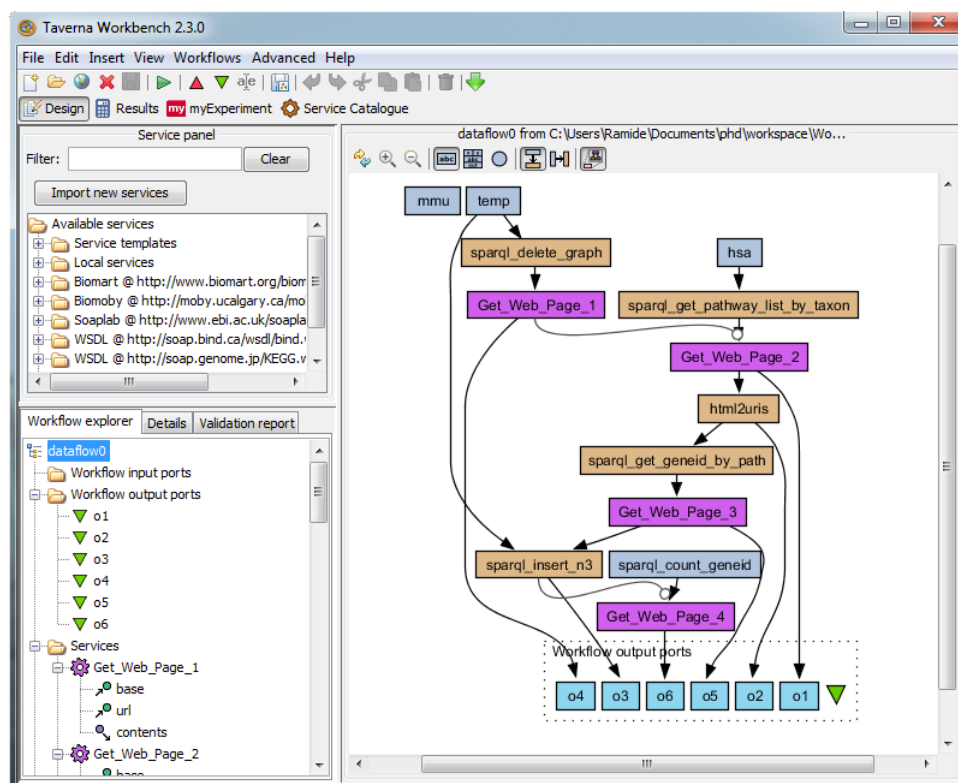 Taverna Workbench 2.3.0
File Edit Insert View Workflows Advanced Help
Design Results my myExperiment Service Catalogue
Service panel
Filter: Clear
Import new services
Available services
Service templates
Local services
Biomart @ http://www.biomart.org/biom
Biomoby @ http://moby.ucalgary.ca/mo
Soaplab @ http://www.ebi.ac.uk/soapla
WSDL @ http://soap.bind.ca/wsdl/bind.
WSDL @ http://soap.genome.jp/KEGG.w
Workflow explorer Details Validation report
dataflow0
Workflow input ports
Workflow output ports
o1
o2
o3
o4
o5
o6
Services
Get_Web_Page_1
base
url
contents
Get_Web_Page_2
base
dataflow0 from C:\Users\Ramide\Documents\phd\workspace\Wo...
abc
mmu temp
sparql_delete_graph hsa
Get_Web_Page_1 sparql_get_pathway_list_by_taxon
Get_Web_Page_2
html2uris
sparql_get_geneid_by_path
Get_Web_Page_3
sparql_insert_n3 sparql_count_geneid
Get_Web_Page_4
Workflow output ports
o4 o3 o6 o5 o2 o1